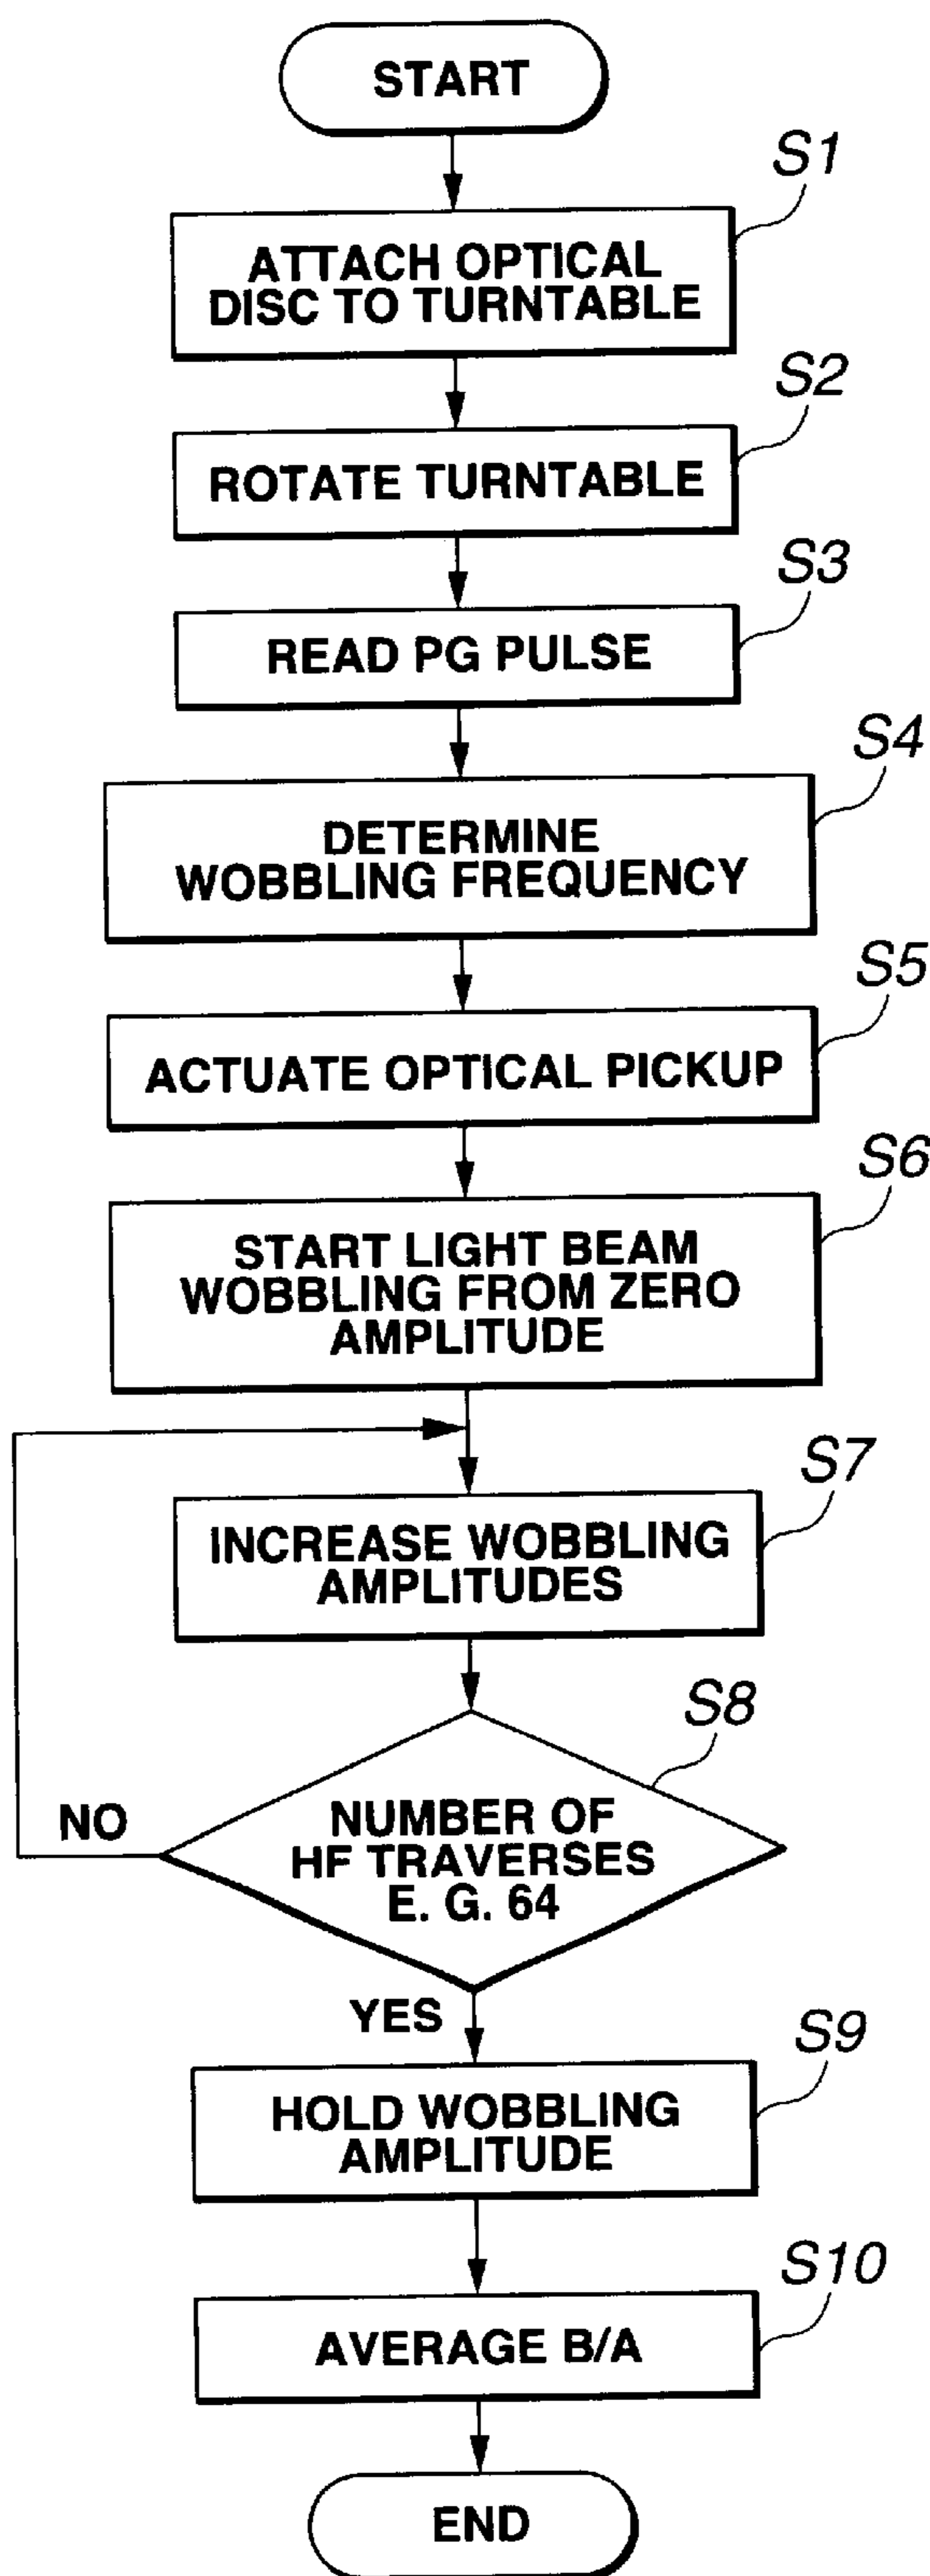 START
S1
ATTACH OPTICAL
DISC TO TURNTABLE
S2
ROTATE TURNTABLE
S3
READ PG PULSE
S4
DETERMINE
WOBBLING FREQUENCY
S5
ACTUATE OPTICAL PICKUP
S6
START LIGHT BEAM
WOBBLING FROM ZERO
AMPLITUDE
S7
INCREASE WOBBLING
AMPLITUDES
S8
NUMBER OF
HF TRAVERSES
E. G. 64
NO
YES
S9
HOLD WOBBLING
AMPLITUDE
S10
AVERAGE B/A
END